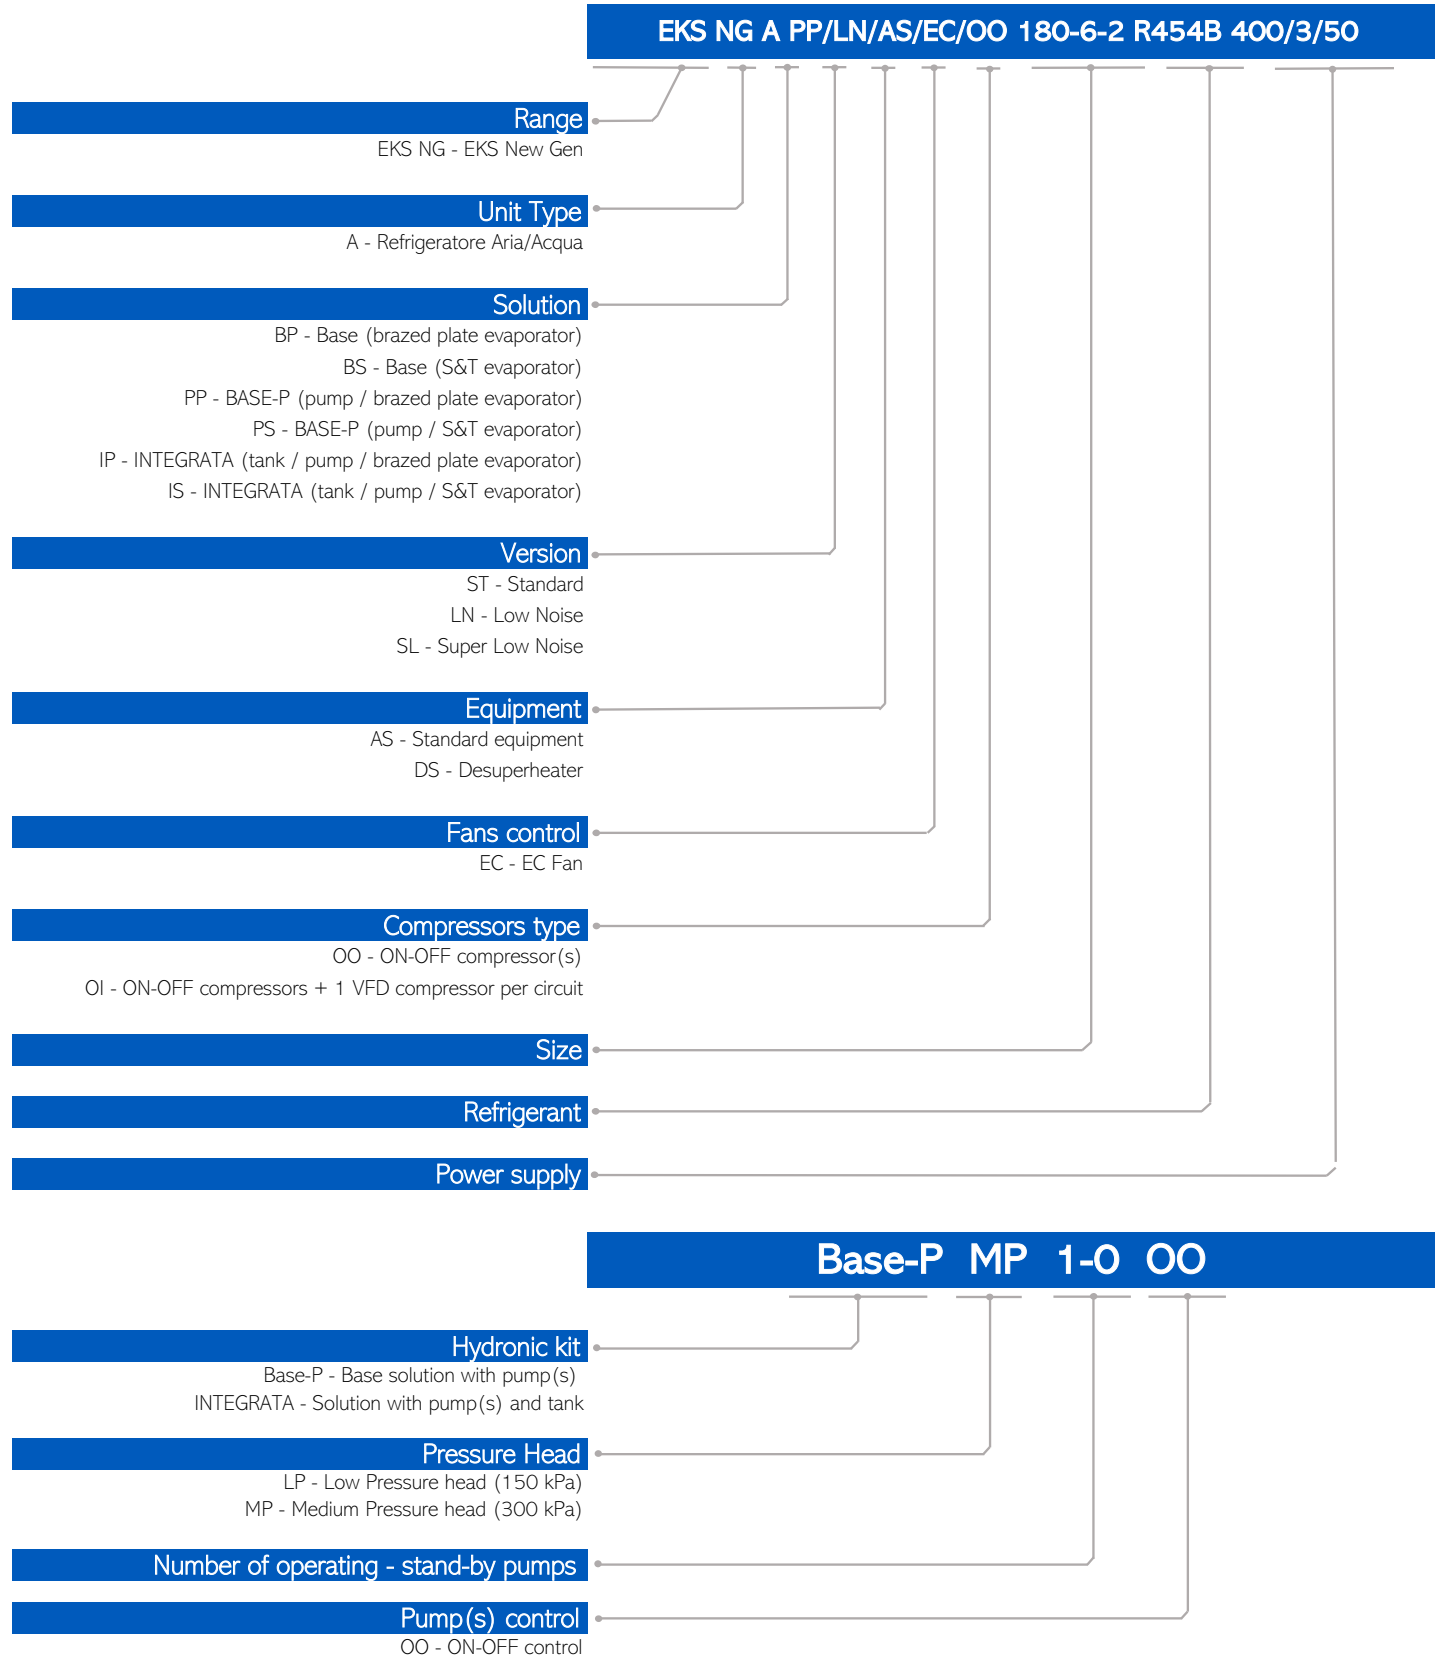 EKS NG A PP/LN/AS/EC/OO 180-6-2 R454B 400/3/50
Range
EKS NG - EKS New Gen
Unit Type
A - Refrigeratore Aria/Acqua
Solution
BP - Base (brazed plate evaporator)
BS - Base (S&T evaporator)
PP - BASE-P (pump / brazed plate evaporator)
PS - BASE-P (pump / S&T evaporator)
IP - INTEGRATA (tank / pump / brazed plate evaporator)
IS - INTEGRATA (tank / pump / S&T evaporator)
Version
ST - Standard
LN - Low Noise
SL - Super Low Noise
Equipment
AS - Standard equipment
DS - Desuperheater
Fans control
EC - EC Fan
Compressors type
OO - ON-OFF compressor(s)
OI - ON-OFF compressors + 1 VFD compressor per circuit
Size
Refrigerant
Power supply
Base-P MP 1-0 OO
Hydronic kit
Base-P - Base solution with pump(s)
INTEGRATA - Solution with pump(s) and tank
Pressure Head
LP - Low Pressure head (150 kPa)
MP - Medium Pressure head (300 kPa)
Number of operating - stand-by pumps
Pump(s) control
OO - ON-OFF control